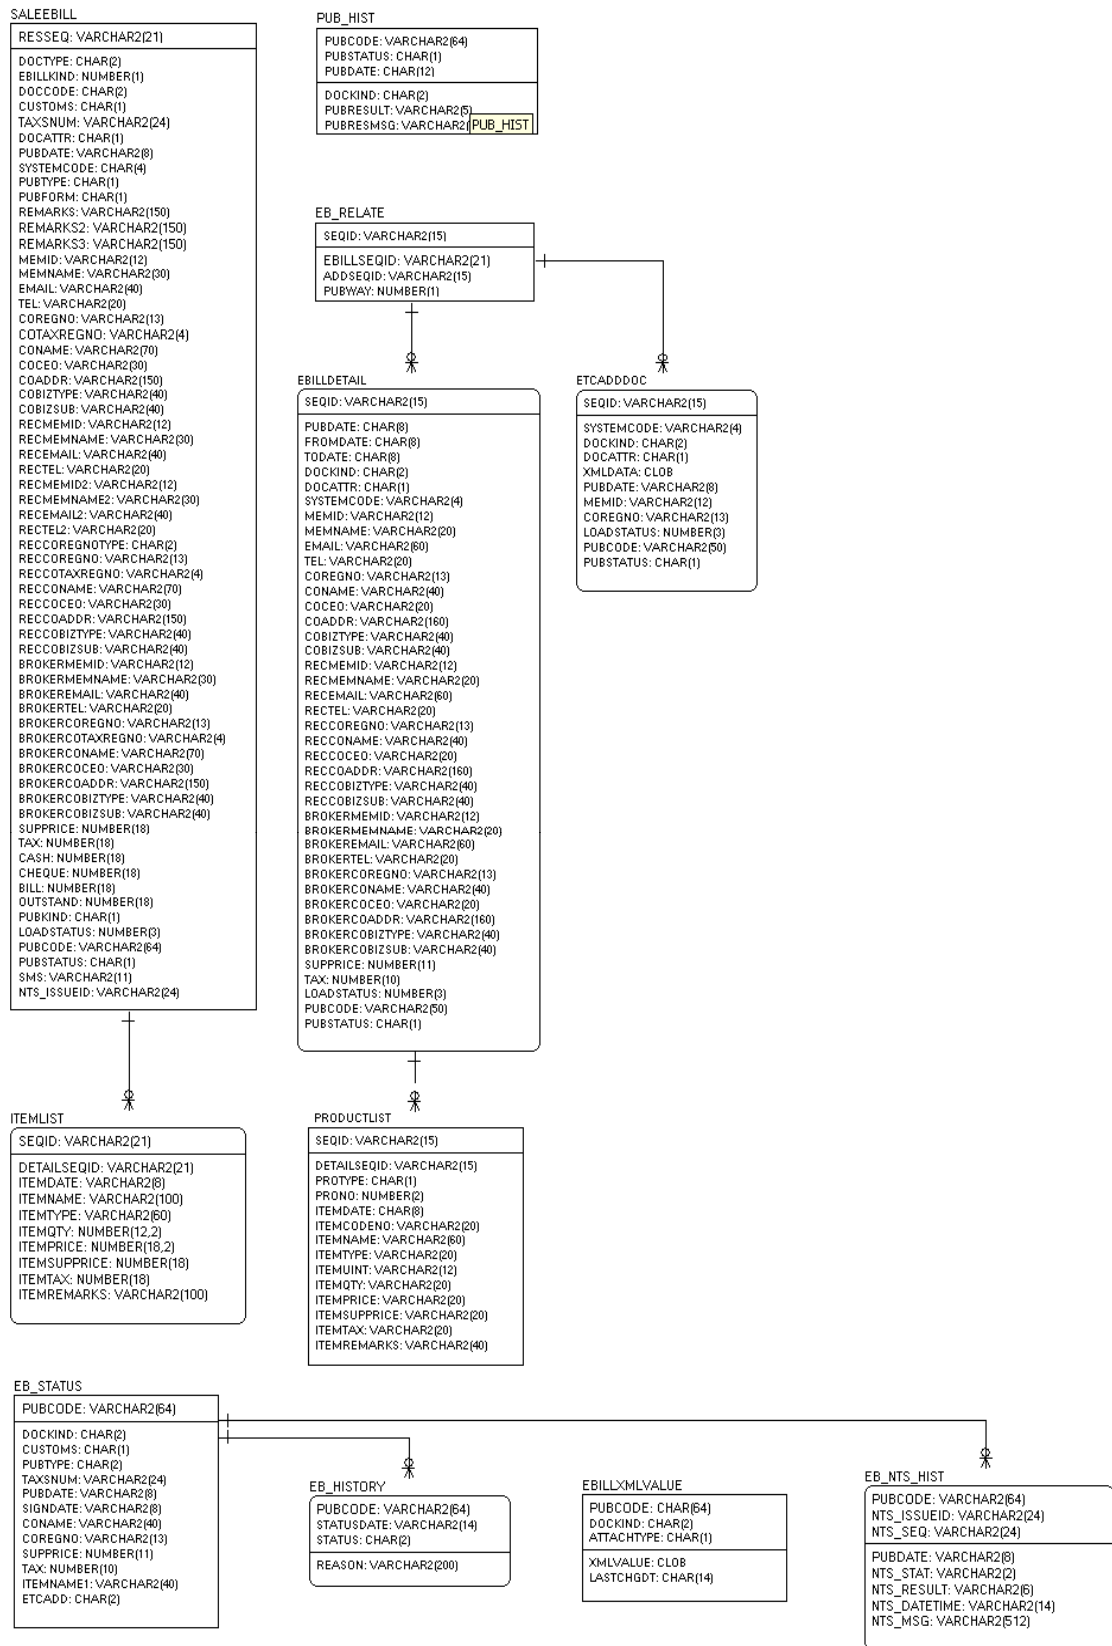 SALEEBILL
RESSEQ: VARCHAR2(21)
DOCTYPE: CHAR(2)
EBILLKIND: NUMBER(1)
DOCCODE: CHAR(2)
CUSTOMS: CHAR(1)
TAXSNUM: VARCHAR2(24)
DOCATTR: CHAR(1)
PUBDATE: VARCHAR2(8)
SYSTEMCODE: CHAR(4)
PUBTYPE: CHAR(1)
PUBFORM: CHAR(1)
REMARKS: VARCHAR2(150)
REMARKS2: VARCHAR2(150)
REMARKS3: VARCHAR2(150)
MEMID: VARCHAR2(12)
MEMNAME: VARCHAR2(30)
EMAIL: VARCHAR2(40)
TEL: VARCHAR2(20)
COREGNO: VARCHAR2(13)
COTAXREGNO: VARCHAR2(4)
CONAME: VARCHAR2(70)
COCEO: VARCHAR2(30)
COADDR: VARCHAR2(150)
COBIZTYPE: VARCHAR2(40)
COBIZSUB: VARCHAR2(40)
RECMEMID: VARCHAR2(12)
RECMEMNAME: VARCHAR2(30)
RECEMAIL: VARCHAR2(40)
RECTEL: VARCHAR2(20)
RECMEMID2: VARCHAR2(12)
RECMEMNAME2: VARCHAR2(30)
RECEMAIL2: VARCHAR2(40)
RECTEL2: VARCHAR2(20)
RECCOREGNOTYPE: CHAR(2)
RECCOREGNO: VARCHAR2(13)
RECCOTAXREGNO: VARCHAR2(4)
RECCONAME: VARCHAR2(70)
RECCOCEO: VARCHAR2(30)
RECCOADDR: VARCHAR2(150)
RECCOBIZTYPE: VARCHAR2(40)
RECCOBIZSUB: VARCHAR2(40)
BROKERMEMID: VARCHAR2(12)
BROKERMEMNAME: VARCHAR2(30)
BROKEREMAIL: VARCHAR2(40)
BROKERTEL: VARCHAR2(20)
BROKERCOREGNO: VARCHAR2(13)
BROKERCOTAXREGNO: VARCHAR2(4)
BROKERCONAME: VARCHAR2(70)
BROKERCOCEO: VARCHAR2(30)
BROKERCOADDR: VARCHAR2(150)
BROKERCOBIZTYPE: VARCHAR2(40)
BROKERCOBIZSUB: VARCHAR2(40)
SUPPRICE: NUMBER(18)
TAX: NUMBER(18)
CASH: NUMBER(18)
CHEQUE: NUMBER(18)
BILL: NUMBER(18)
OUTSTAND: NUMBER(18)
PUBKIND: CHAR(1)
LOADSTATUS: NUMBER(3)
PUBCODE: VARCHAR2(64)
PUBSTATUS: CHAR(1)
SMS: VARCHAR2(11)
NTS_ISSUEID: VARCHAR2(24)
PUB_HIST
PUBCODE: VARCHAR2(64)
PUBSTATUS: CHAR(1)
PUBDATE: CHAR(12)
DOCKIND: CHAR(2)
PUBRESULT: VARCHAR2(5)
PUBRESMSG: VARCHAR2(
PUB_HIST
EB_RELATE
SEQID: VARCHAR2(15)
EBILLSEQID: VARCHAR2(21)
ADDSEQID: VARCHAR2(15)
PUBWAY: NUMBER(1)
EBILLDETAIL
SEQID: VARCHAR2(15)
PUBDATE: CHAR(8)
FROMDATE: CHAR(8)
TODATE: CHAR(8)
DOCKIND: CHAR(2)
DOCATTR: CHAR(1)
SYSTEMCODE: VARCHAR2(4)
MEMID: VARCHAR2(12)
MEMNAME: VARCHAR2(20)
EMAIL: VARCHAR2(60)
TEL: VARCHAR2(20)
COREGNO: VARCHAR2(13)
CONAME: VARCHAR2(40)
COCEO: VARCHAR2(20)
COADDR: VARCHAR2(160)
COBIZTYPE: VARCHAR2(40)
COBIZSUB: VARCHAR2(40)
RECMEMID: VARCHAR2(12)
RECMEMNAME: VARCHAR2(20)
RECEMAIL: VARCHAR2(60)
RECTEL: VARCHAR2(20)
RECCOREGNO: VARCHAR2(13)
RECCONAME: VARCHAR2(40)
RECCOCEO: VARCHAR2(20)
RECCOADDR: VARCHAR2(160)
RECCOBIZTYPE: VARCHAR2(40)
RECCOBIZSUB: VARCHAR2(40)
BROKERMEMID: VARCHAR2(12)
BROKERMEMNAME: VARCHAR2(20)
BROKEREMAIL: VARCHAR2(60)
BROKERTEL: VARCHAR2(20)
BROKERCOREGNO: VARCHAR2(13)
BROKERCONAME: VARCHAR2(40)
BROKERCOCEO: VARCHAR2(20)
BROKERCOADDR: VARCHAR2(160)
BROKERCOBIZTYPE: VARCHAR2(40)
BROKERCOBIZSUB: VARCHAR2(40)
SUPPRICE: NUMBER(11)
TAX: NUMBER(10)
LOADSTATUS: NUMBER(3)
PUBCODE: VARCHAR2(50)
PUBSTATUS: CHAR(1)
ETCADDDOC
SEQID: VARCHAR2(15)
SYSTEMCODE: VARCHAR2(4)
DOCKIND: CHAR(2)
DOCATTR: CHAR(1)
XMLDATA: CLOB
PUBDATE: VARCHAR2(8)
MEMID: VARCHAR2(12)
COREGNO: VARCHAR2(13)
LOADSTATUS: NUMBER(3)
PUBCODE: VARCHAR2(50)
PUBSTATUS: CHAR(1)
ITEMLIST
SEQID: VARCHAR2(21)
DETAILSEQID: VARCHAR2(21)
ITEMDATE: VARCHAR2(8)
ITEMNAME: VARCHAR2(100)
ITEMTYPE: VARCHAR2(60)
ITEMQTY: NUMBER(12,2)
ITEMPRICE: NUMBER(18,2)
ITEMSUPPRICE: NUMBER(18)
ITEMTAX: NUMBER(18)
ITEMREMARKS: VARCHAR2(100)
PRODUCTLIST
SEQID: VARCHAR2(15)
DETAILSEQID: VARCHAR2(15)
PROTYPE: CHAR(1)
PRONO: NUMBER(2)
ITEMDATE: CHAR(8)
ITEMCODENO: VARCHAR2(20)
ITEMNAME: VARCHAR2(60)
ITEMTYPE: VARCHAR2(20)
ITEMUINT: VARCHAR2(12)
ITEMQTY: VARCHAR2(20)
ITEMPRICE: VARCHAR2(20)
ITEMSUPPRICE: VARCHAR2(20)
ITEMTAX: VARCHAR2(20)
ITEMREMARKS: VARCHAR2(40)
EB_STATUS
PUBCODE: VARCHAR2(64)
DOCKIND: CHAR(2)
CUSTOMS: CHAR(1)
PUBTYPE: CHAR(2)
TAXSNUM: VARCHAR2(24)
PUBDATE: VARCHAR2(8)
SIGNDATE: VARCHAR2(8)
CONAME: VARCHAR2(40)
COREGNO: VARCHAR2(13)
SUPPRICE: NUMBER(11)
TAX: NUMBER(10)
ITEMNAME1: VARCHAR2(40)
ETCADD: CHAR(2)
EB_HISTORY
PUBCODE: VARCHAR2(64)
STATUSDATE: VARCHAR2(14)
STATUS: CHAR(2)
REASON: VARCHAR2(200)
EBILLXMLVALUE
PUBCODE: CHAR(64)
DOCKIND: CHAR(2)
ATTACHTYPE: CHAR(1)
XMLVALUE: CLOB
LASTCHGDT: CHAR(14)
EB_NTS_HIST
PUBCODE: VARCHAR2(64)
NTS_ISSUEID: VARCHAR2(24)
NTS_SEQ: VARCHAR2(24)
PUBDATE: VARCHAR2(8)
NTS_STAT: VARCHAR2(2)
NTS_RESULT: VARCHAR2(6)
NTS_DATETIME: VARCHAR2(14)
NTS_MSG: VARCHAR2(512)